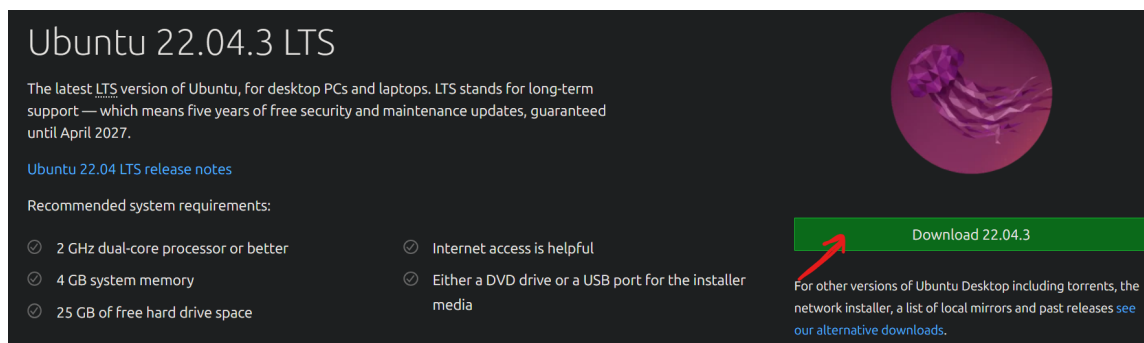 Ubuntu 22.04.3 LTS
The latest LTS version of Ubuntu, for desktop PCs and laptops. LTS stands for long-term
support — which means five years of free security and maintenance updates, guaranteed
until April 2027.
Ubuntu 22.04 LTS release notes
Recommended system requirements:
2 GHz dual-core processor or better
4 GB system memory
25 GB of free hard drive space
Internet access is helpful
Either a DVD drive or a USB port for the installer
media
Download 22.04.3
For other versions of Ubuntu Desktop including torrents, the
network installer, a list of local mirrors and past releases see
our alternative downloads.